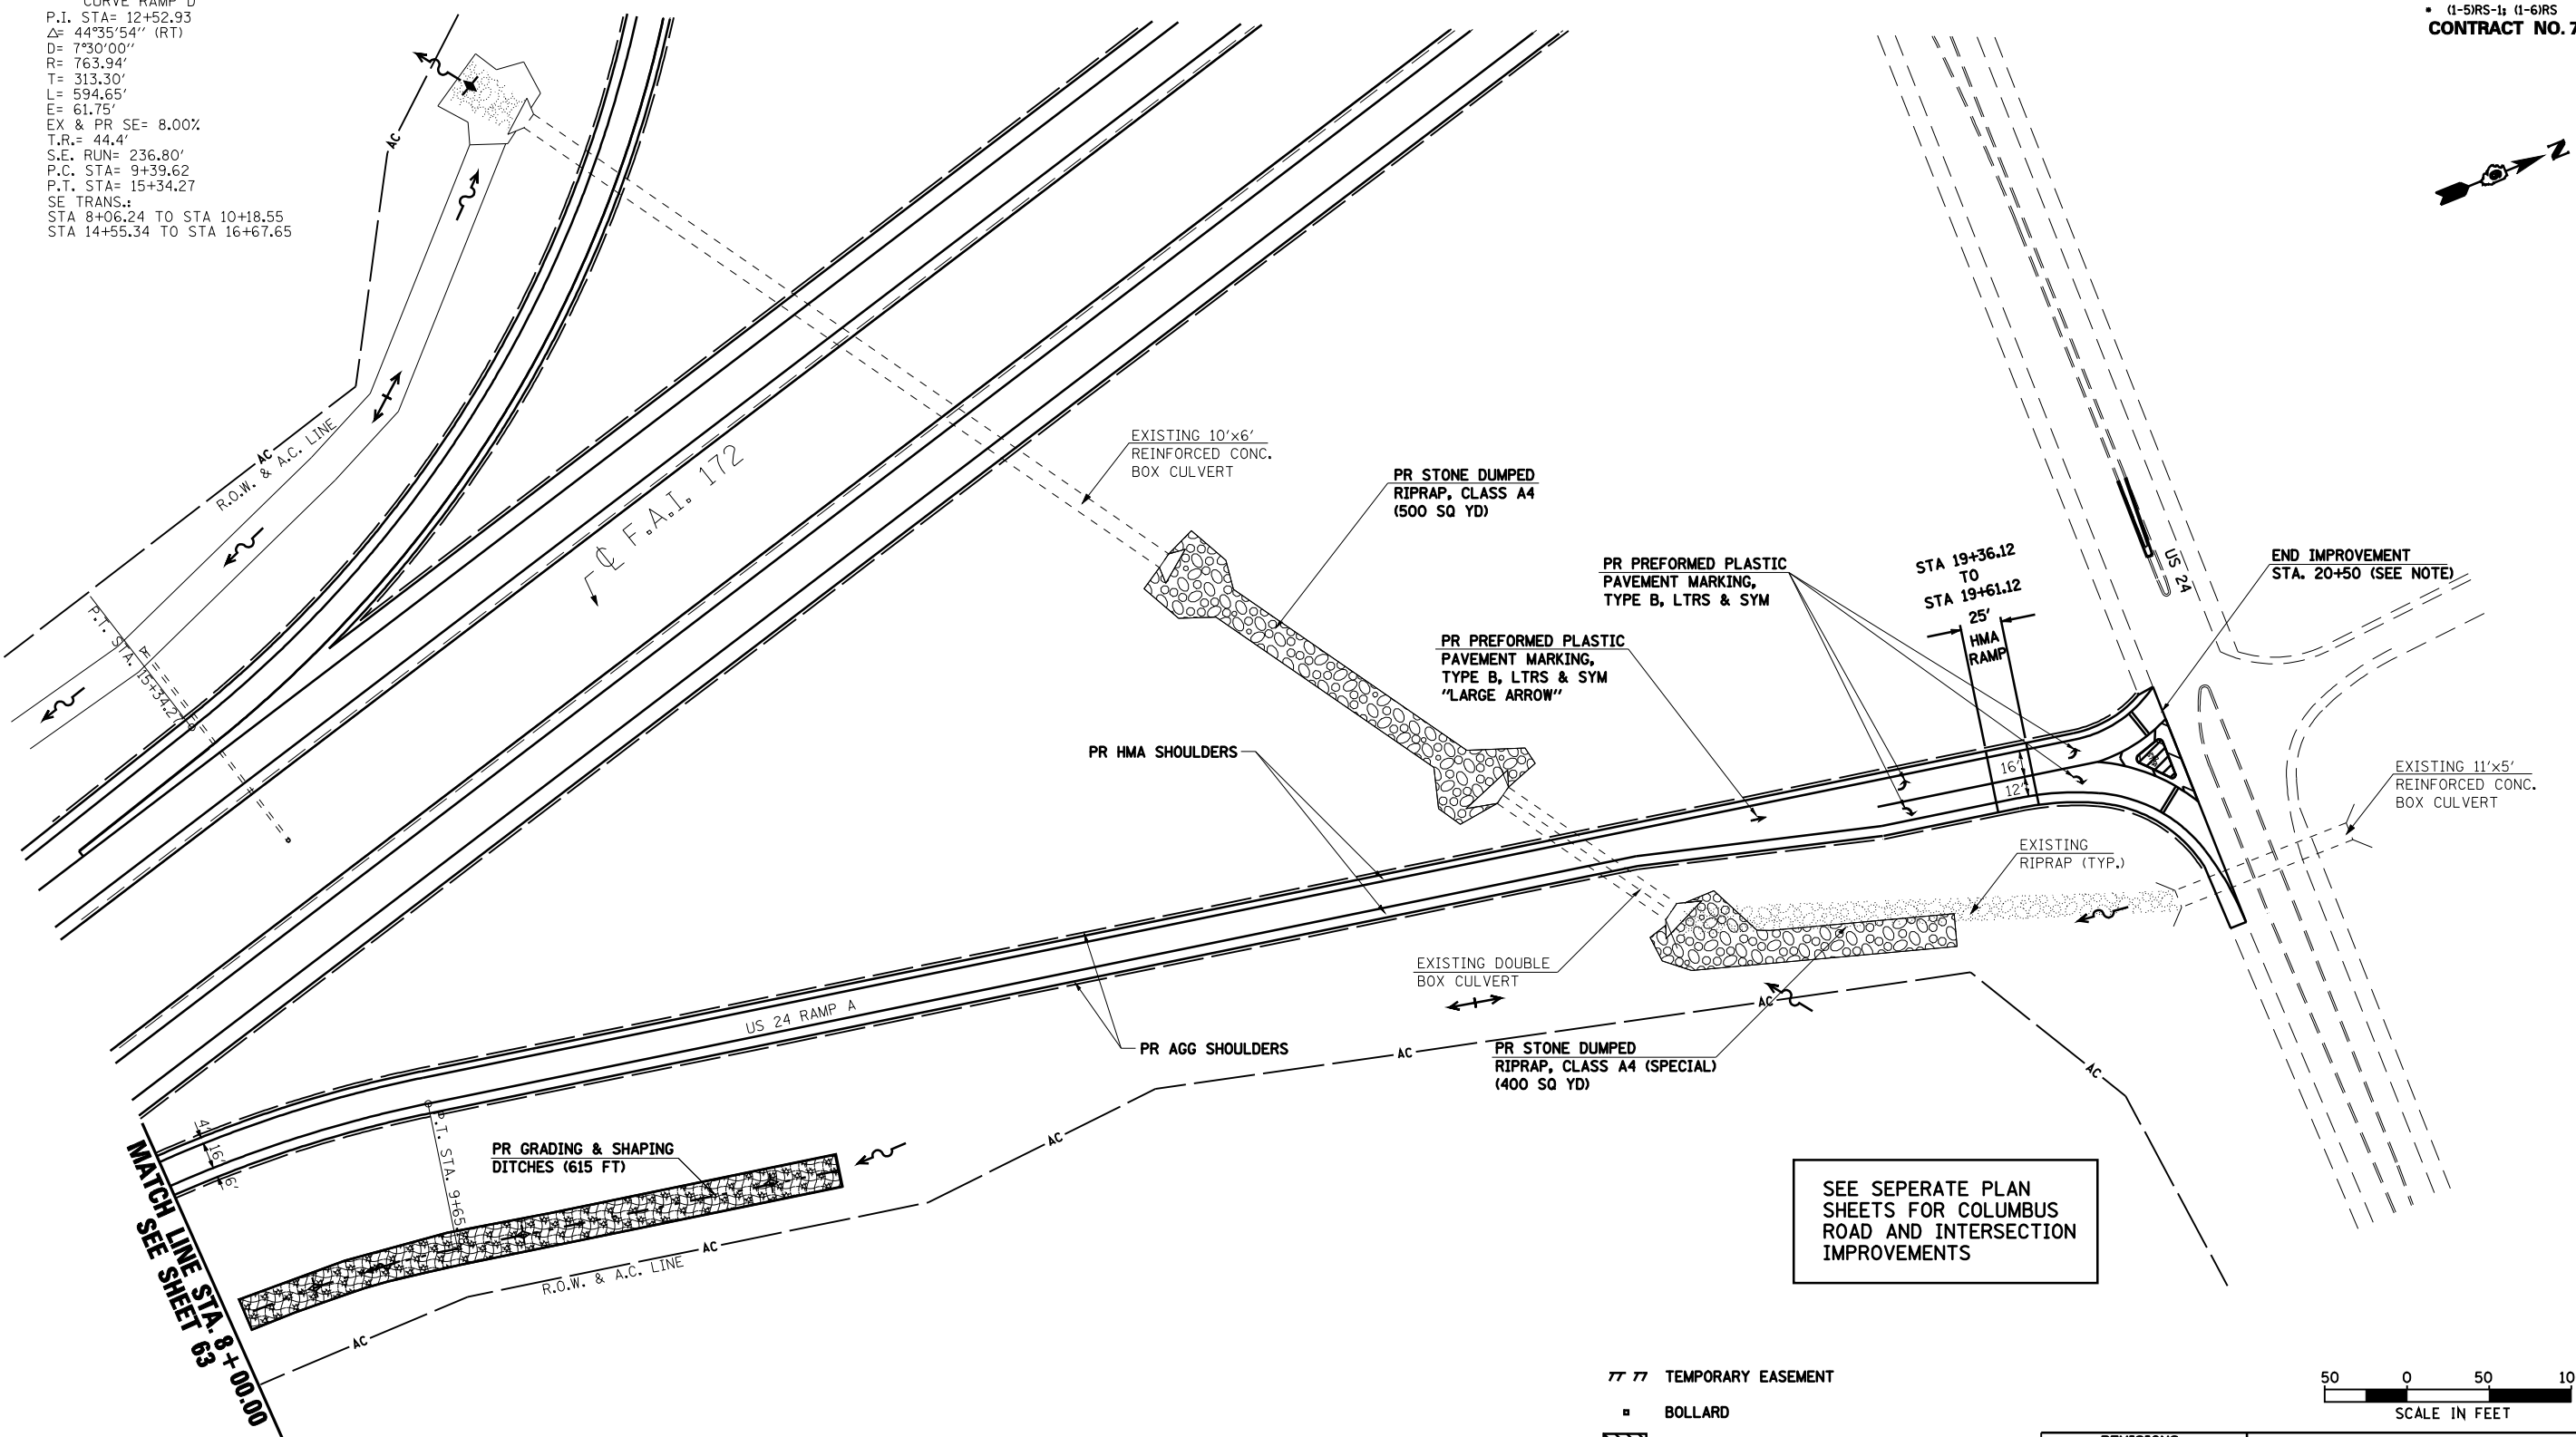 CURVE RAMP D
P.I. STA= 12+52.93
Δ= 44°35'54'' (RT)
D= 7°30'00''
R= 763.94'
T= 313.30'
L= 594.65'
E= 61.75'
EX & PR SE= 8.00%
T.R.= 44.4'
S.E. RUN= 236.80'
P.C. STA= 9+39.62
P.T. STA= 15+34.27
SE TRANS.:
STA 8+06.24 TO STA 10+18.55
STA 14+55.34 TO STA 16+67.65
* (1-5)RS-1; (1-6)RS
CONTRACT NO. 7
N
AC
AC
R.O.W. & A.C. LINE
P.T. STA. 15+34.27
℄ F.A.I. 172
EXISTING 10'x6'
REINFORCED CONC.
BOX CULVERT
PR STONE DUMPED
RIPRAP, CLASS A4
(500 SQ YD)
PR PREFORMED PLASTIC
PAVEMENT MARKING,
TYPE B, LTRS & SYM
PR PREFORMED PLASTIC
PAVEMENT MARKING,
TYPE B, LTRS & SYM
"LARGE ARROW"
STA 19+36.12
TO
STA 19+61.12
25'
HMA
RAMP
16'
12'
US 24
END IMPROVEMENT
STA. 20+50 (SEE NOTE)
EXISTING 11'x5'
REINFORCED CONC.
BOX CULVERT
PR HMA SHOULDERS
EXISTING
RIPRAP (TYP.)
EXISTING DOUBLE
BOX CULVERT
US 24 RAMP A
PR AGG SHOULDERS
PR STONE DUMPED
RIPRAP, CLASS A4 (SPECIAL)
(400 SQ YD)
AC
AC
AC
AC
4'
16'
6'
P.T. STA. 9+65.
PR GRADING & SHAPING
DITCHES (615 FT)
AC
R.O.W. & A.C. LINE
AC
MATCH LINE STA. 8+00.00
SEE SHEET 63
SEE SEPERATE PLAN
SHEETS FOR COLUMBUS
ROAD AND INTERSECTION
IMPROVEMENTS
TEMPORARY EASEMENT
BOLLARD
50 0 50 10
SCALE IN FEET